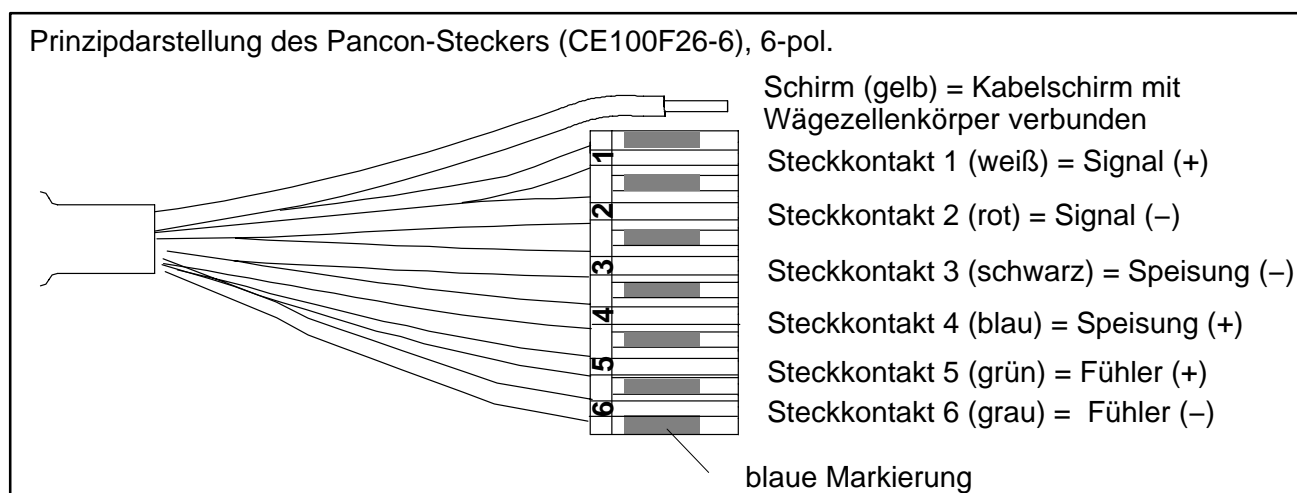 Prinzipdarstellung des Pancon-Steckers (CE100F26-6), 6-pol.
Schirm (gelb) = Kabelschirm mit
Wägezellenkörper verbunden
1
Steckkontakt 1 (weiß) = Signal (+)
2
Steckkontakt 2 (rot) = Signal (−)
3
Steckkontakt 3 (schwarz) = Speisung (−)
4
Steckkontakt 4 (blau) = Speisung (+)
5
Steckkontakt 5 (grün) = Fühler (+)
6
Steckkontakt 6 (grau) = Fühler (−)
blaue Markierung